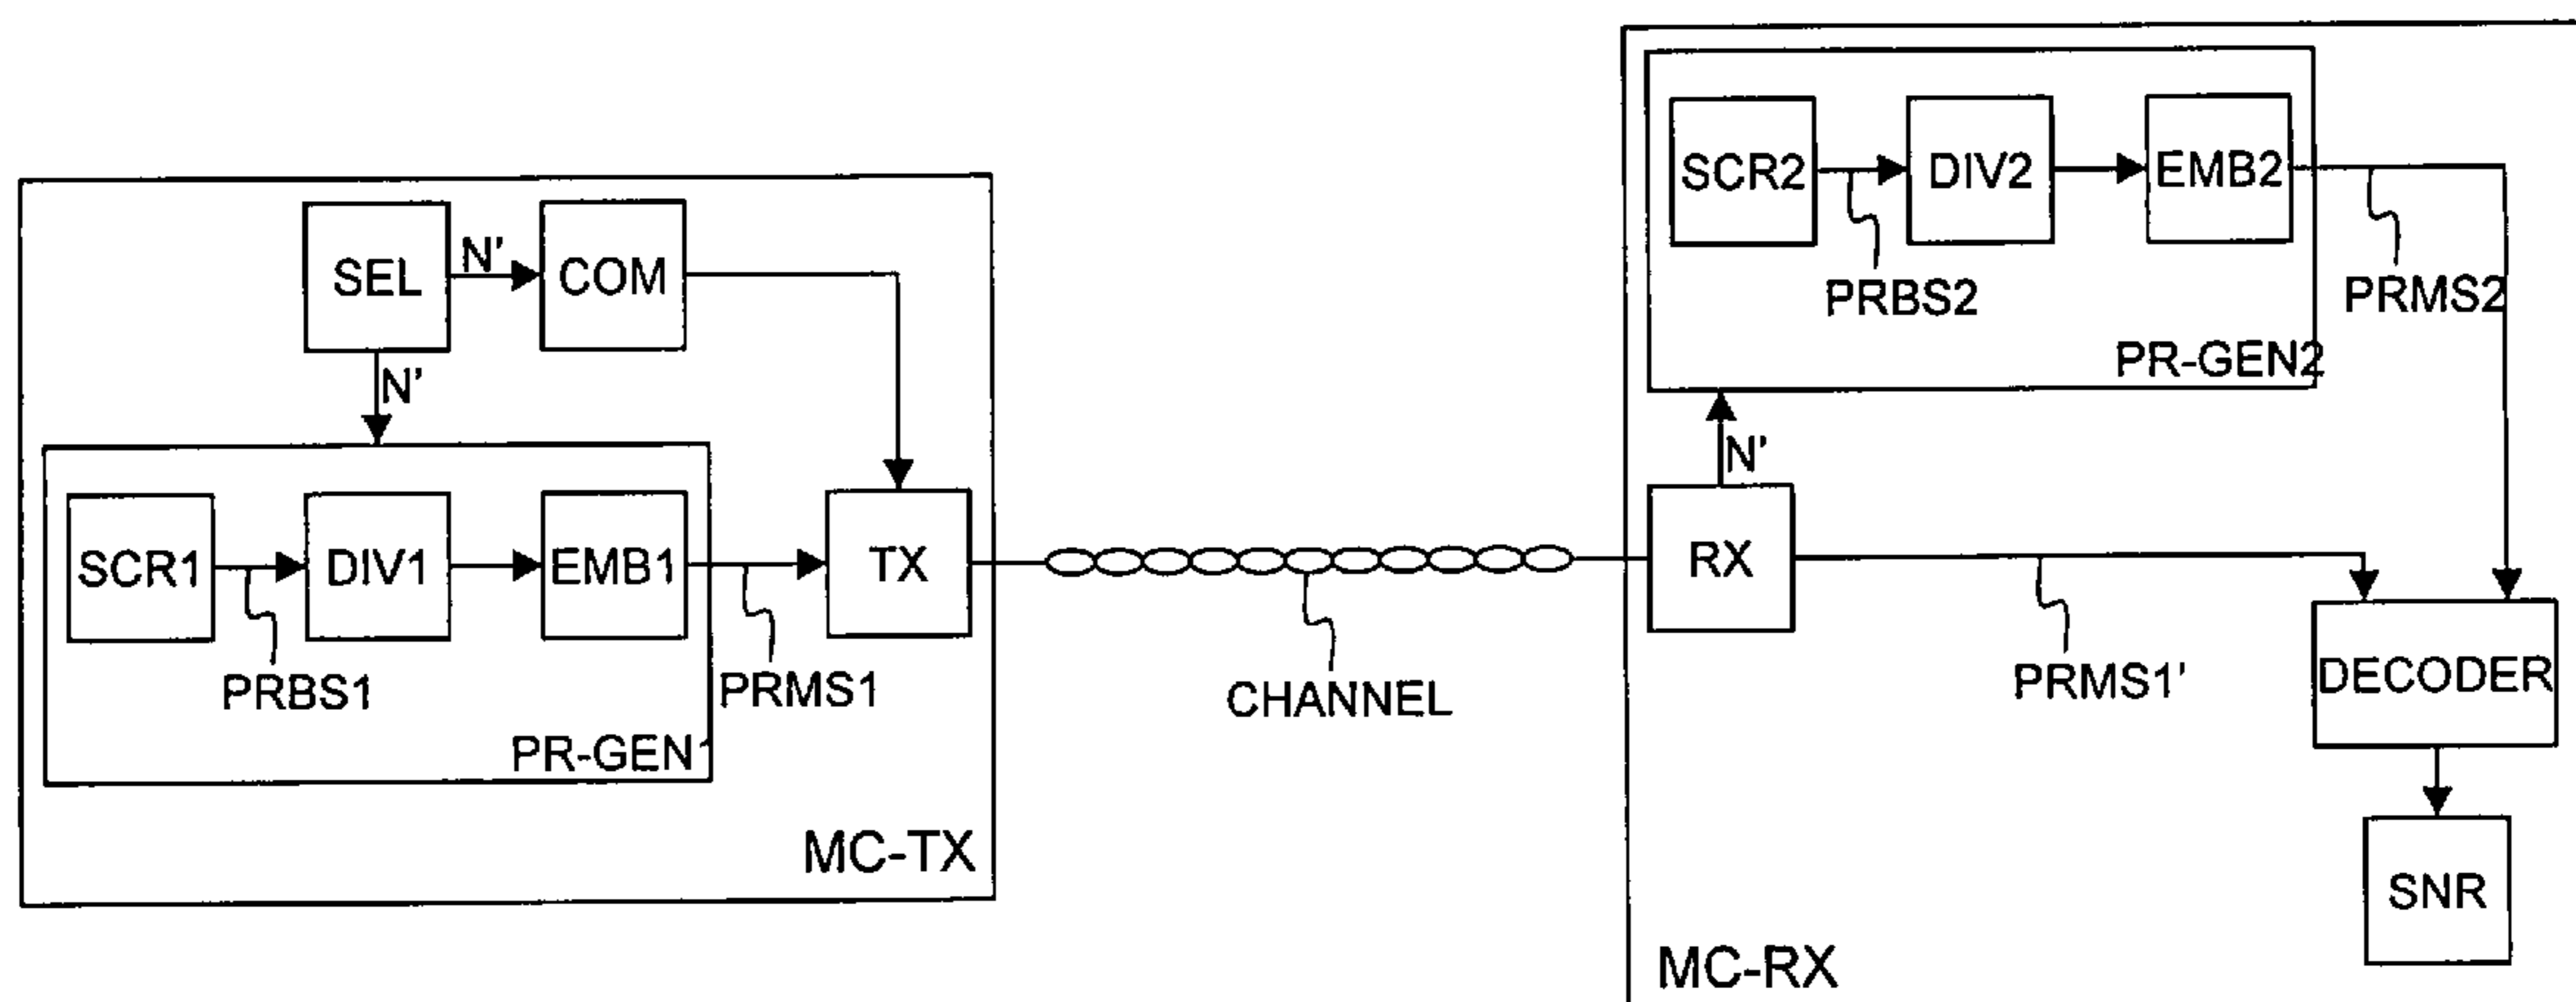 SEL
N'
COM
N'
SCR1
DIV1
EMB1
TX
PRBS1
PRMS1
PR-GEN1
MC-TX
CHANNEL
SCR2
DIV2
EMB2
PRBS2
PRMS2
PR-GEN2
N'
RX
PRMS1'
DECODER
SNR
MC-RX